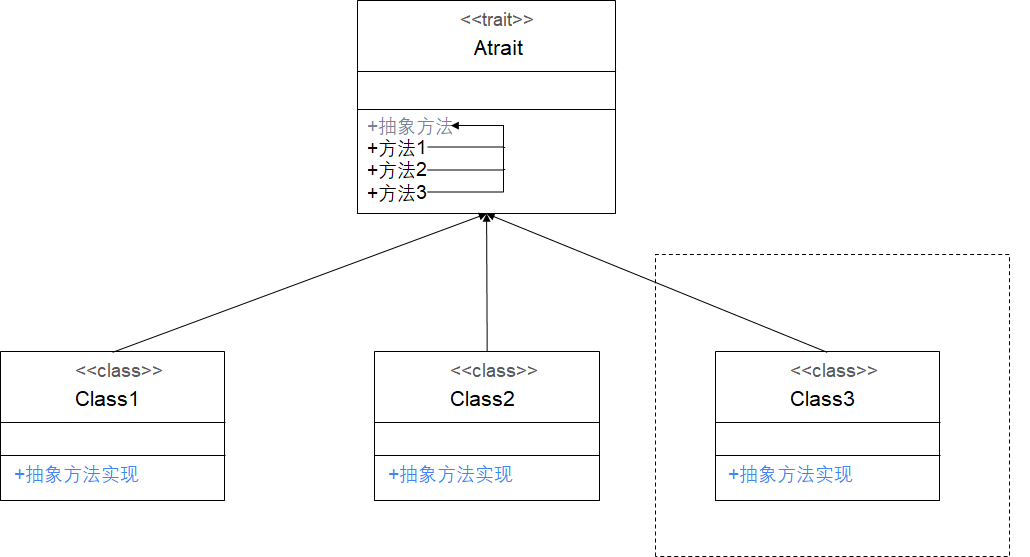 <<trait>>
Atrait
+抽象方法
+方法1
+方法2
+方法3
<<class>>
Class1
+抽象方法实现
<<class>>
Class2
+抽象方法实现
<<class>>
Class3
+抽象方法实现